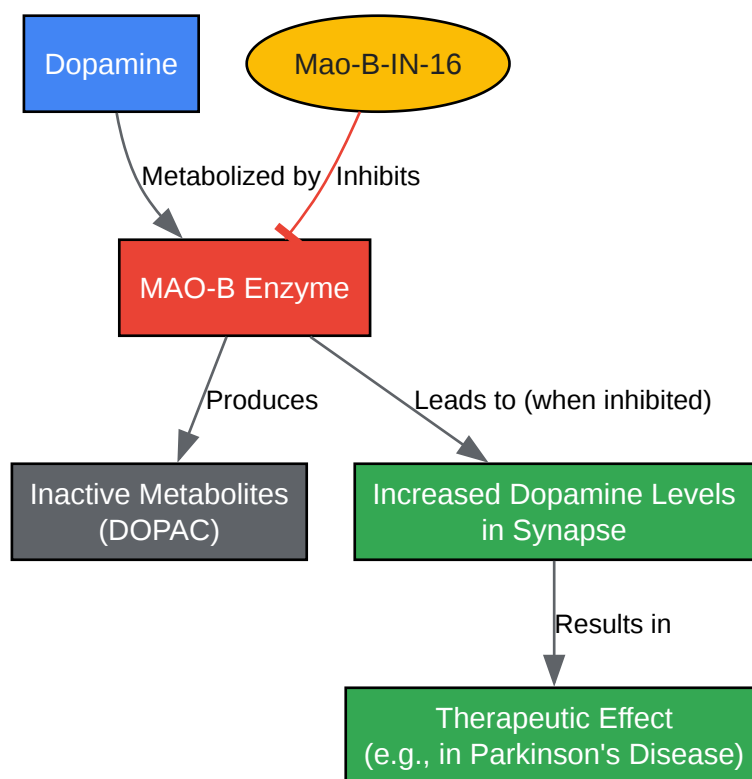 Dopamine
Mao-B-IN-16
Metabolized by
Inhibits
MAO-B Enzyme
Produces
Leads to (when inhibited)
Inactive Metabolites
(DOPAC)
Increased Dopamine Levels
in Synapse
Results in
Therapeutic Effect
(e.g., in Parkinson's Disease)